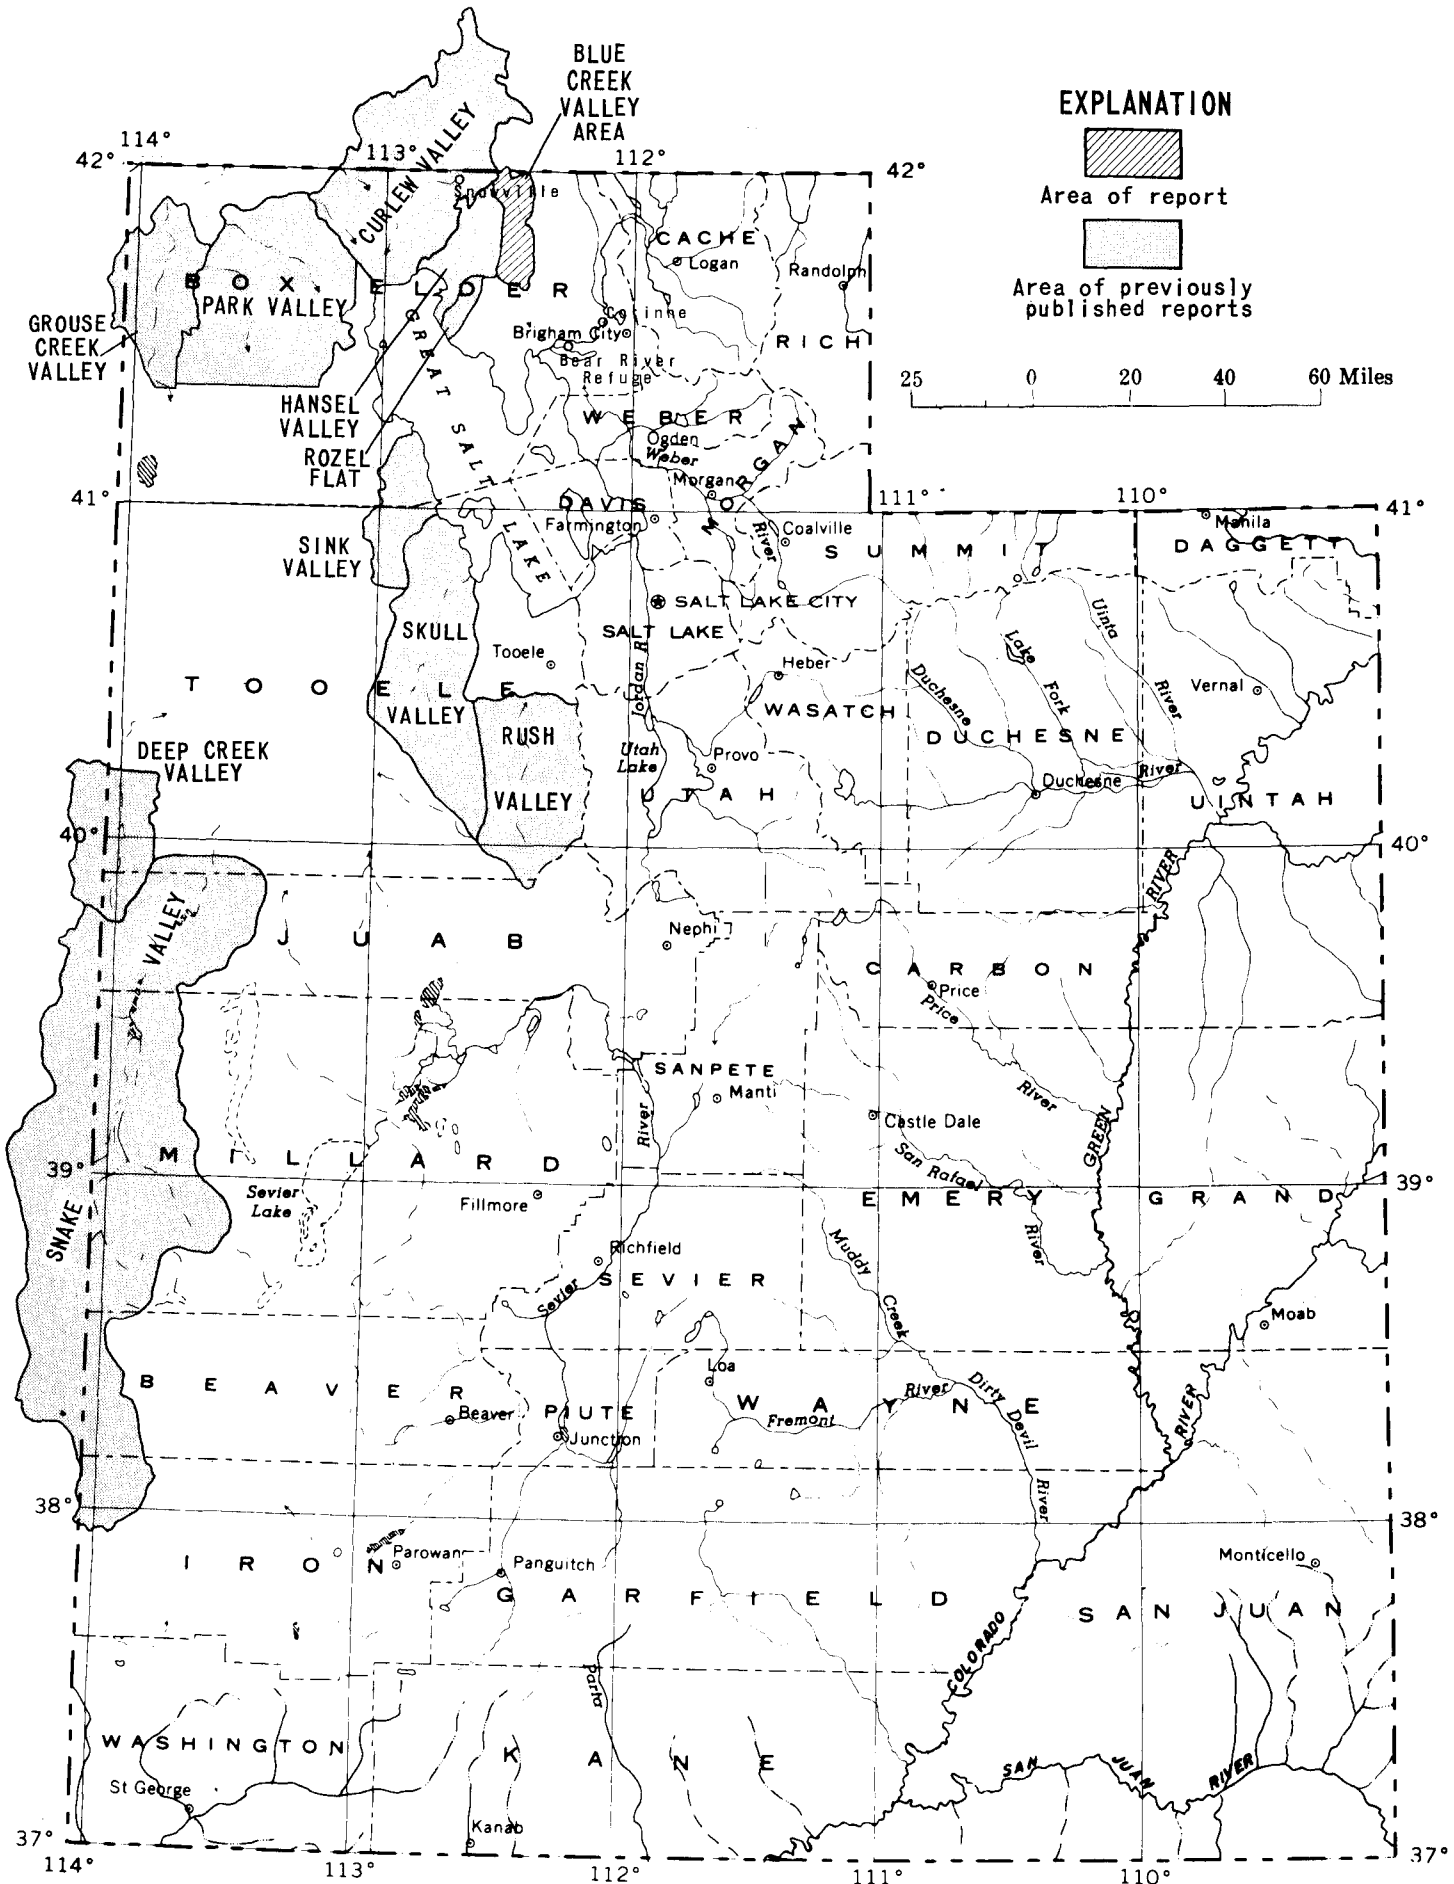 BLUE
CREEK
VALLEY
AREA
EXPLANATION
Area of report
Area of previously
published reports
25 0 20 40 60 Miles
114°
42°
113°
112°
42°
CURLEW VALLEY
Snowville
CACHE
Logan
Randolph
BOX ELDER
PARK VALLEY
GROUSE
CREEK
VALLEY
Corinne
Brigham City
Bear River
Refuge
RICH
HANSEL
VALLEY
ROZEL
FLAT
GREAT SALT LAKE
WEBER
Ogden
Weber
River
MORGAN
Morgan
41°
111°
110°
41°
DAVIS
Farmington
Coalville
SUMMIT
Manila
DAGGETT
SINK
VALLEY
SALT LAKE CITY
SALT LAKE
SKULL
VALLEY
Tooele
TOOELE
Jordan R
Heber
WASATCH
Duchesne
River
Lake
Fork
Uinta
River
Vernal
DUCHESNE
Duchesne
RUSH
VALLEY
Utah
Lake
Provo
UTAH
UINTAH
DEEP CREEK
VALLEY
40°
40°
SNAKE
VALLEY
JUAB
Nephi
CARBON
Price
Price
River
GREEN
RIVER
SANPETE
Manti
River
Castle Dale
San Rafael
River
39°
39°
MILLARD
Sevier
Lake
Fillmore
EMERY
GRAND
Richfield
SEVIER
Sevier
Muddy
Creek
Moab
BEAVER
Beaver
PIUTE
Junction
Loa
WAYNE
Fremont
River
Dirty
Devil
River
RIVER
38°
38°
IRON
Parowan
Panguitch
GARFIELD
Monticello
SAN JUAN
COLORADO
Paria
WASHINGTON
St George
KANE
Kanab
SAN
JUAN
RIVER
37°
37°
114°
113°
112°
111°
110°